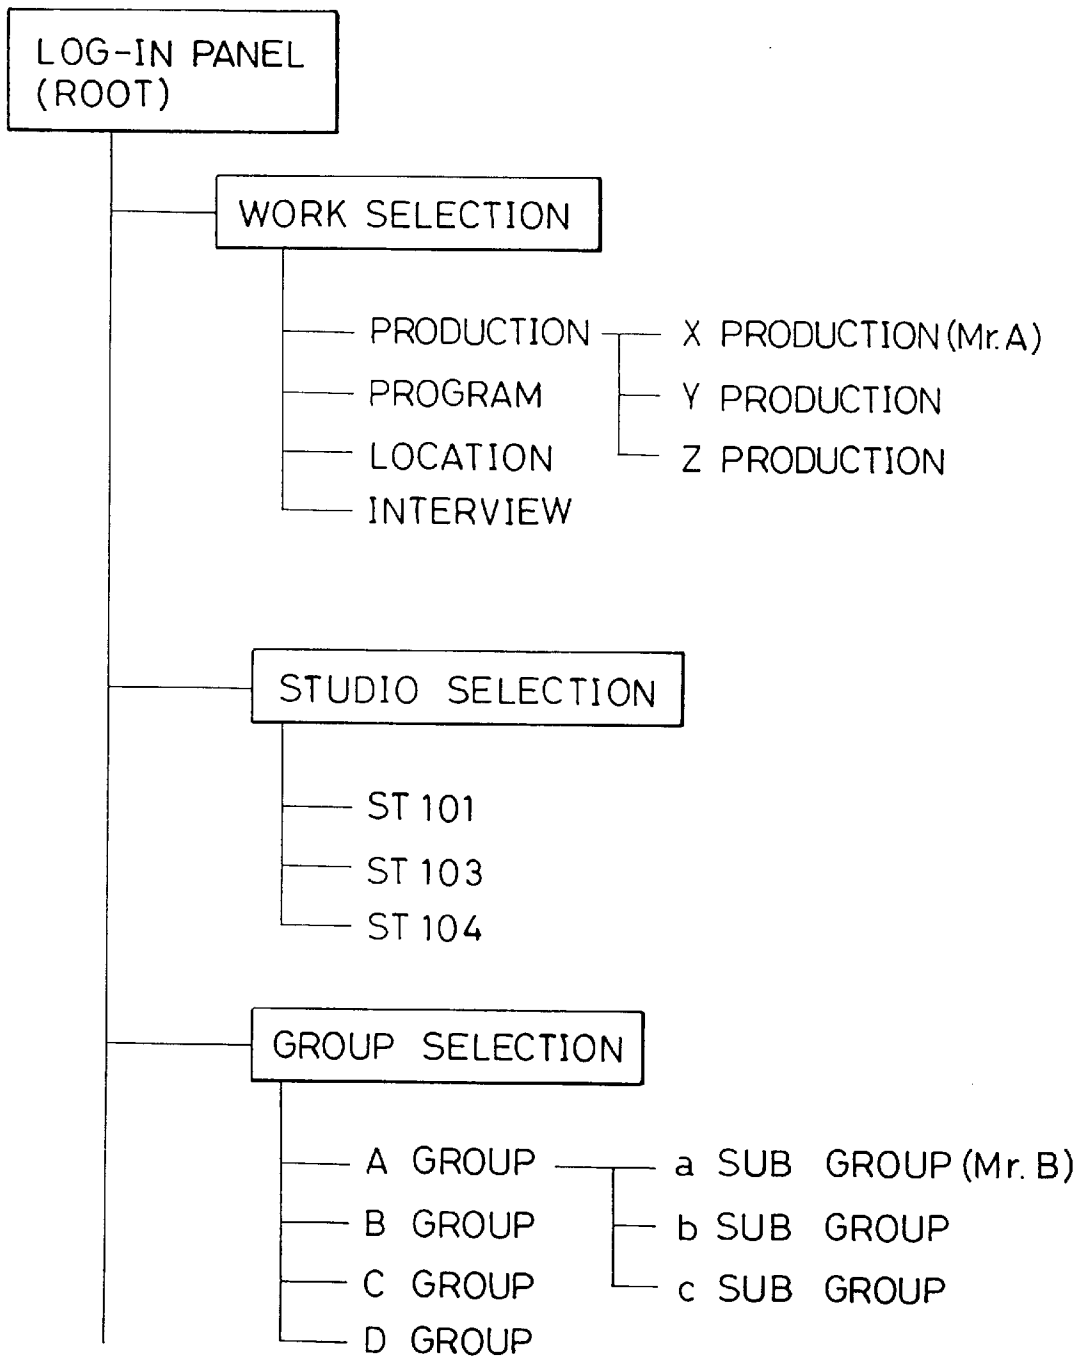 LOG-IN PANEL
(ROOT)
WORK SELECTION
PRODUCTION X PRODUCTION (Mr. A)
PROGRAM Y PRODUCTION
LOCATION Z PRODUCTION
INTERVIEW
STUDIO SELECTION
ST 101
ST 103
ST 104
GROUP SELECTION
A GROUP a SUB GROUP (Mr. B)
B GROUP b SUB GROUP
C GROUP c SUB GROUP
D GROUP